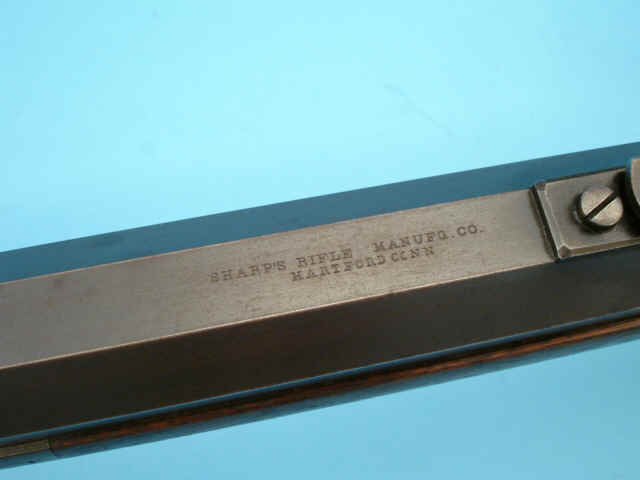 SHARP'S RIFLE MANUFG. CO.
HARTFORD CONN